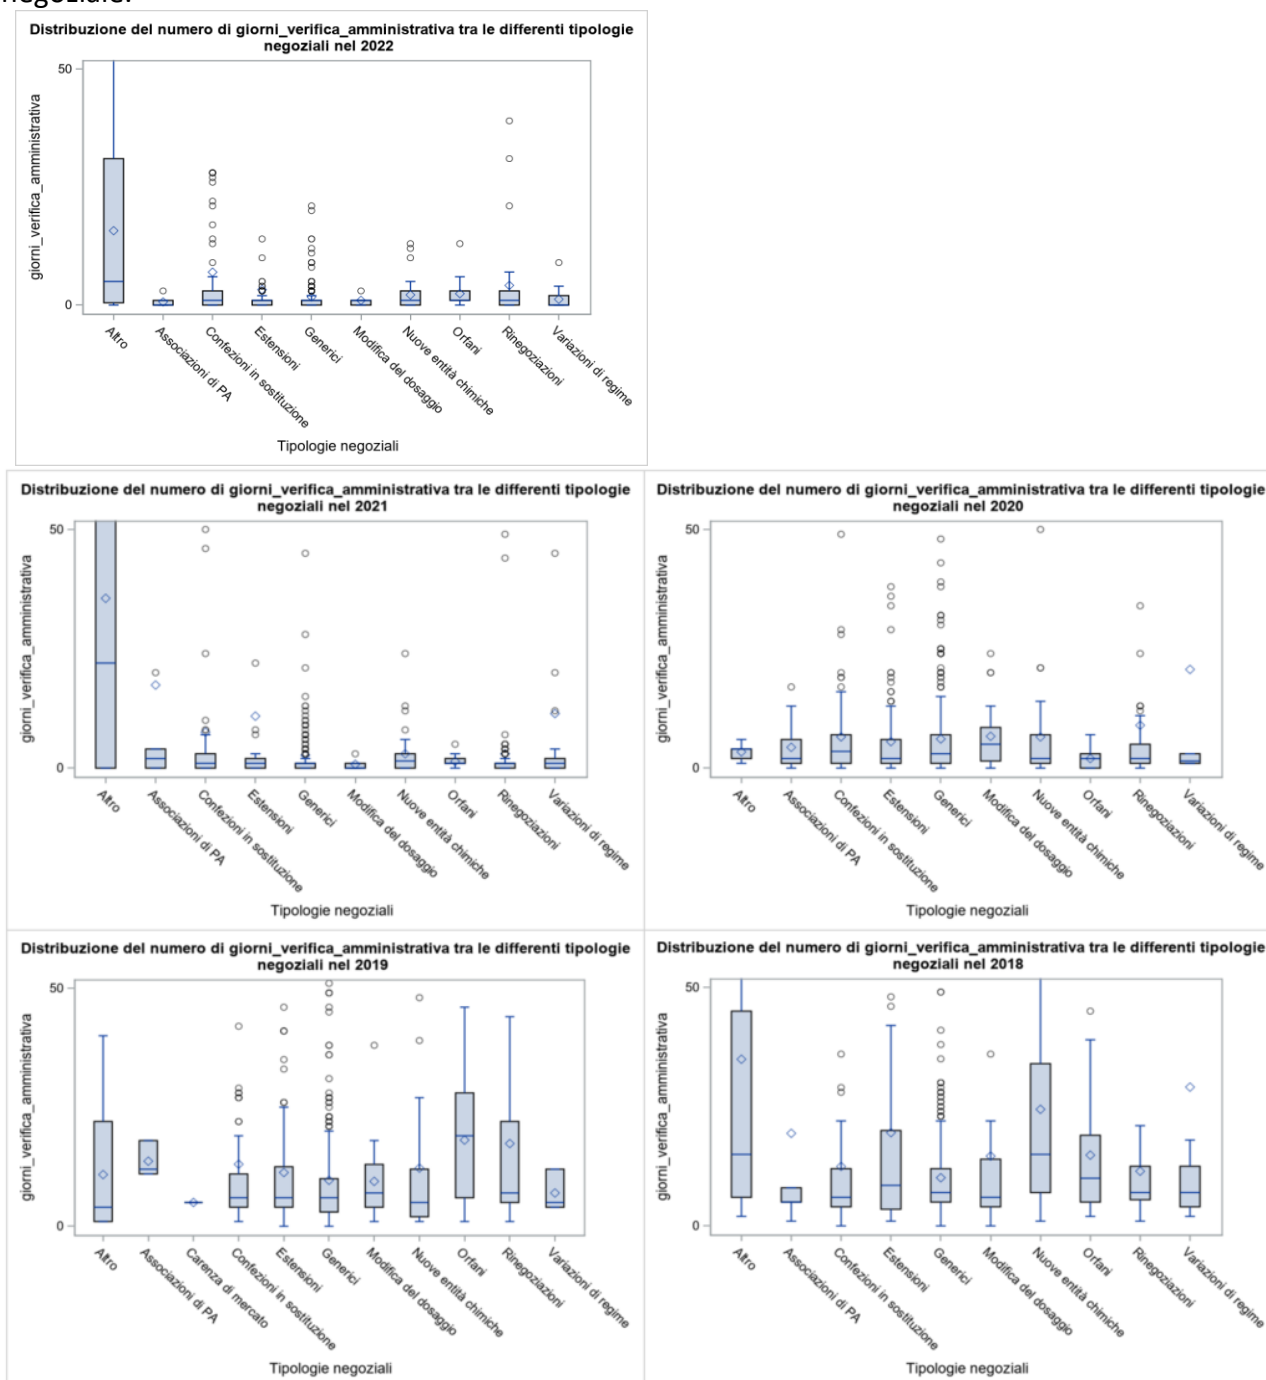 negoziale.
Distribuzione del numero di giorni_verifica_amministrativa tra le differenti tipologie
negoziali nel 2022
giorni_verifica_amministrativa
50
0
Altro
Associazioni di PA
Confezioni in sostituzione
Estensioni
Generici
Modifica del dosaggio
Nuove entità chimiche
Orfani
Rinegoziazioni
Variazioni di regime
Tipologie negoziali
Distribuzione del numero di giorni_verifica_amministrativa tra le differenti tipologie
negoziali nel 2021
giorni_verifica_amministrativa
50
0
Altro
Associazioni di PA
Confezioni in sostituzione
Estensioni
Generici
Modifica del dosaggio
Nuove entità chimiche
Orfani
Rinegoziazioni
Variazioni di regime
Tipologie negoziali
Distribuzione del numero di giorni_verifica_amministrativa tra le differenti tipologie
negoziali nel 2020
giorni_verifica_amministrativa
50
0
Altro
Associazioni di PA
Confezioni in sostituzione
Estensioni
Generici
Modifica del dosaggio
Nuove entità chimiche
Orfani
Rinegoziazioni
Variazioni di regime
Tipologie negoziali
Distribuzione del numero di giorni_verifica_amministrativa tra le differenti tipologie
negoziali nel 2019
giorni_verifica_amministrativa
50
0
Altro
Associazioni di PA
Carenza di mercato
Confezioni in sostituzione
Estensioni
Generici
Modifica del dosaggio
Nuove entità chimiche
Orfani
Rinegoziazioni
Variazioni di regime
Tipologie negoziali
Distribuzione del numero di giorni_verifica_amministrativa tra le differenti tipologie
negoziali nel 2018
giorni_verifica_amministrativa
50
0
Altro
Associazioni di PA
Confezioni in sostituzione
Estensioni
Generici
Modifica del dosaggio
Nuove entità chimiche
Orfani
Rinegoziazioni
Variazioni di regime
Tipologie negoziali